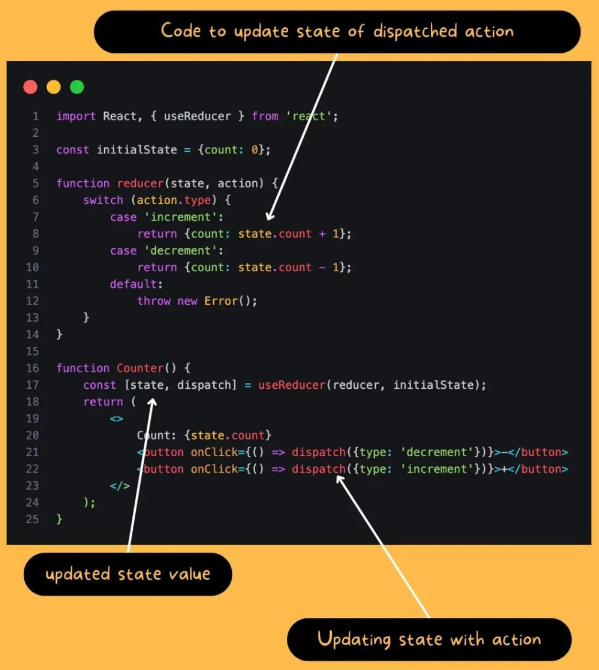 Code to update state of dispatched action
1 import React, { useReducer } from 'react';
2
3 const initialState = {count: 0};
4
5 function reducer(state, action) {
6 switch (action.type) {
7 case 'increment':
8 return {count: state.count + 1};
9 case 'decrement':
10 return {count: state.count - 1};
11 default:
12 throw new Error();
13 }
14 }
15
16 function Counter() {
17 const [state, dispatch] = useReducer(reducer, initialState);
18 return (
19 <>
20 Count: {state.count}
21 <button onClick={() => dispatch({type: 'decrement'})}>-</button>
22 <button onClick={() => dispatch({type: 'increment'})}>+</button>
23 </>
24 );
25 }
updated state value
Updating state with action